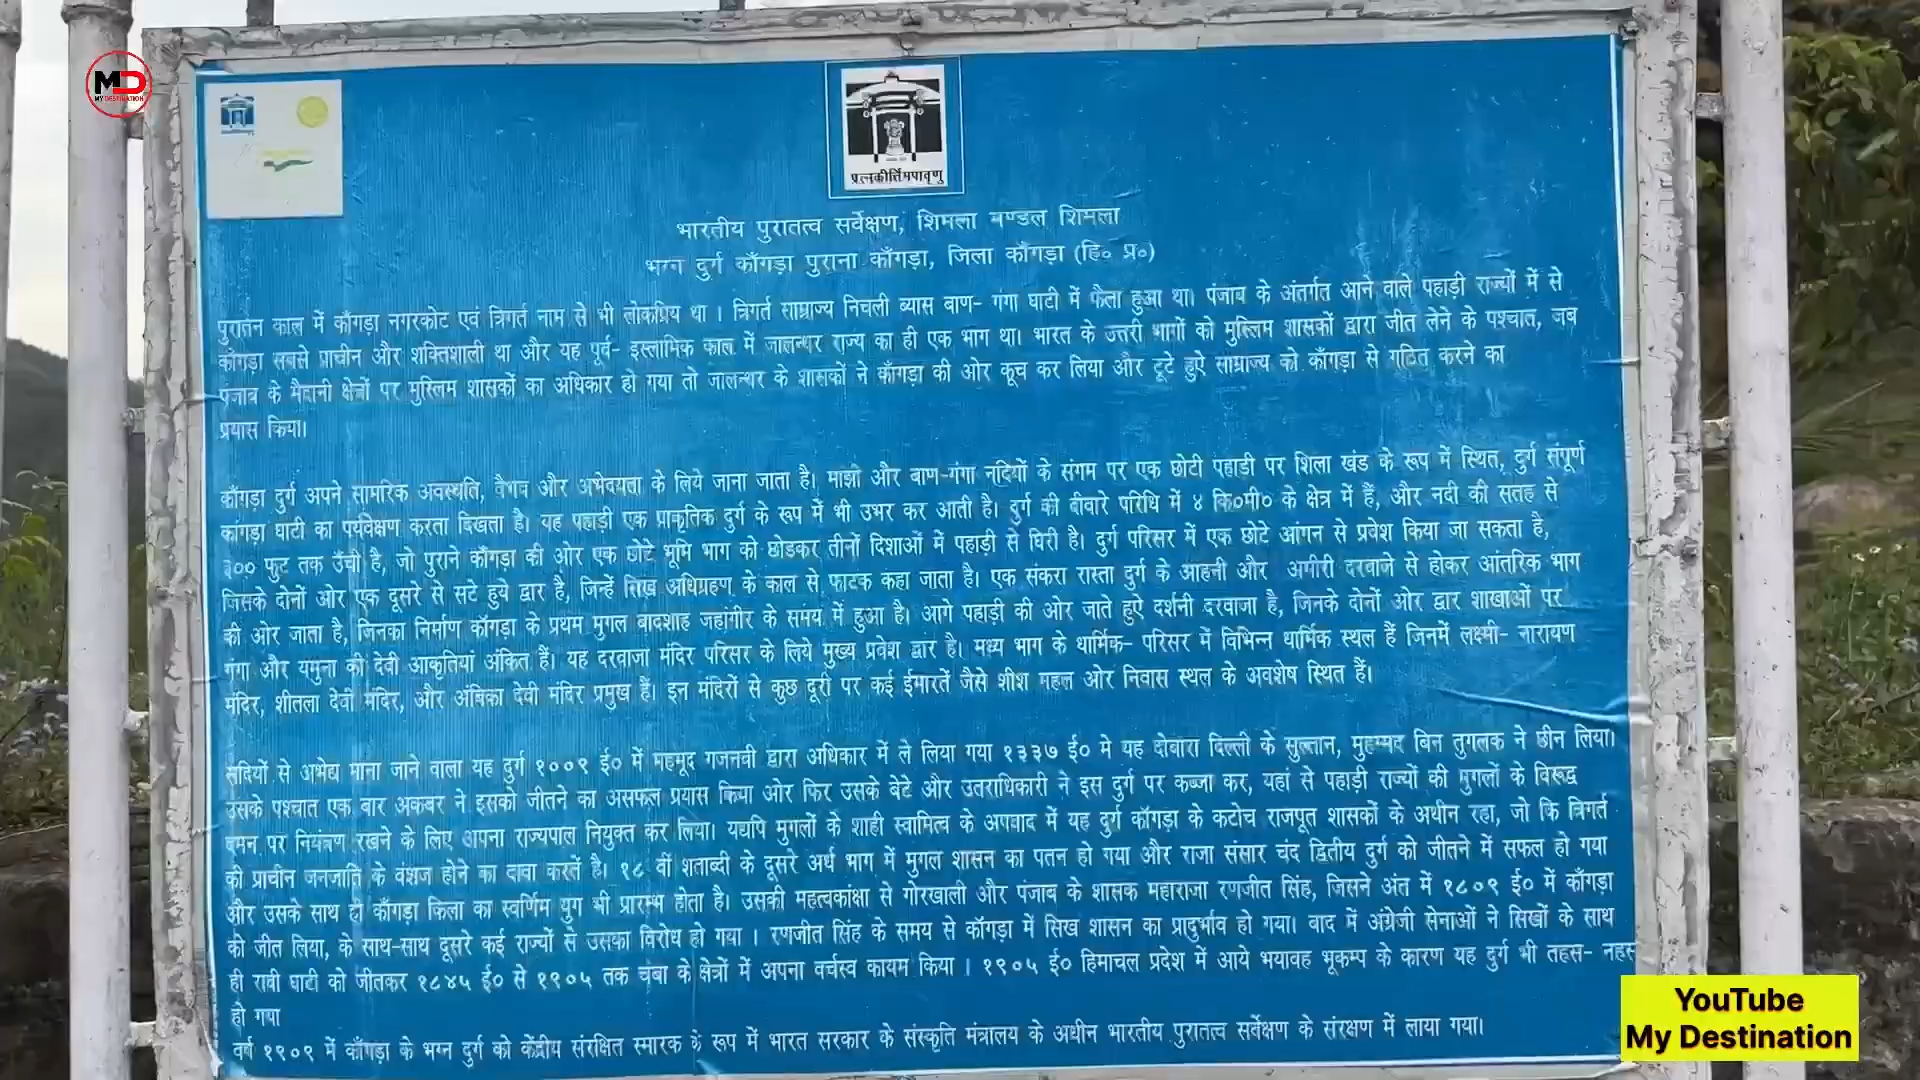 MD
MY DESTINATION
प्रत्नकीर्तिमपावृणु
भारतीय पुरातत्व सर्वेक्षण, शिमला मण्डल शिमला
भग्न दुर्ग काँगड़ा पुराना काँगड़ा, जिला काँगड़ा (हि० प्र०)
पुरातन काल में काँगड़ा नगरकोट एवं त्रिगर्त नाम से भी लोकप्रिय था । त्रिगर्त साम्राज्य निचली ब्यास बाण- गंगा घाटी में फैला हुआ था। पंजाब के अंतर्गत आने वाले पहाड़ी राज्यों में से
काँगड़ा सबसे प्राचीन और शक्तिशाली था और यह पूर्व- इस्लामिक काल में जालन्धर राज्य का ही एक भाग था। भारत के उत्तरी भागों को मुस्लिम शासकों द्वारा जीत लेने के पश्चात, जब
पंजाब के मैदानी क्षेत्रों पर मुस्लिम शासकों का अधिकार हो गया तो जालन्धर के शासकों ने काँगड़ा की ओर कूच कर लिया और टूटे हुऐ साम्राज्य को काँगड़ा से गठित करने का
प्रयास किया।
काँगड़ा दुर्ग अपने सामरिक अवस्थति, वैभव और अभेदयता के लिये जाना जाता है। माझी और बाण-गंगा नदियों के संगम पर एक छोटी पहाड़ी पर शिला खंड के रूप में स्थित, दुर्ग संपूर्ण
कांगड़ा घाटी का पर्यवेक्षण करता दिखता है। यह पहाड़ी एक प्राकृतिक दुर्ग के रूप में भी उभर कर आती है। दुर्ग की दीवारे परिधि में ४ कि०मी० के क्षेत्र में हैं, और नदी की सतह से
३०० फुट तक उँची है, जो पुराने काँगड़ा की ओर एक छोटे भूमि भाग को छोडकर तीनों दिशाओं में पहाड़ी से घिरी है। दुर्ग परिसर में एक छोटे आंगन से प्रवेश किया जा सकता है,
जिसके दोनों ओर एक दूसरे से सटे हुये द्वार है, जिन्हें सिख अधिग्रहण के काल से फाटक कहा जाता है। एक संकरा रास्ता दुर्ग के आहनी और अमीरी दरवाजे से होकर आंतरिक भाग
की ओर जाता है, जिनका निर्माण काँगड़ा के प्रथम मुगल बादशाह जहांगीर के समय में हुआ है। आगे पहाड़ी की ओर जाते हुऐ दर्शनी दरवाजा है, जिनके दोनों ओर द्वार शाखाओं पर
गंगा और यमुना की देवी आकृतियां अंकित हैं। यह दरवाजा मंदिर परिसर के लिये मुख्य प्रवेश द्वार है। मध्य भाग के धार्मिक- परिसर में विभिन्न धार्मिक स्थल हैं जिनमें लक्ष्मी- नारायण
मंदिर, शीतला देवी मंदिर, और अंबिका देवी मंदिर प्रमुख हैं। इन मंदिरों से कुछ दूरी पर कई ईमारतें जैसे शीश महल ओर निवास स्थल के अवशेष स्थित हैं।
सदियों से अभेद्य माना जाने वाला यह दुर्ग १००९ ई० में महमूद गजनवी द्वारा अधिकार में ले लिया गया १३३७ ई० मे यह दोबारा दिल्ली के सुल्तान, मुहम्मद बिन तुगलक ने छीन लिया।
उसके पश्चात एक बार अकबर ने इसको जीतने का असफल प्रयास किया ओर फिर उसके बेटे और उतराधिकारी ने इस दुर्ग पर कब्जा कर, यहां से पहाड़ी राज्यों की मुगलों के विरूद्ध
दमन पर नियंत्रण रखने के लिए अपना राज्यपाल नियुक्त कर लिया। यद्यपि मुगलों के शाही स्वामित्व के अपवाद में यह दुर्ग काँगड़ा के कटोच राजपूत शासकों के अधीन रहा, जो कि त्रिगर्त
की प्राचीन जनजाति के वंशज होने का दावा करतें है। १८ वीं शताब्दी के दूसरे अर्ध भाग में मुगल शासन का पतन हो गया और राजा संसार चंद द्वितीय दुर्ग को जीतने में सफल हो गया
और उसके साथ ही काँगड़ा किला का स्वर्णिम युग भी प्रारम्भ होता है। उसकी महत्वकांक्षा से गोरखाली और पंजाब के शासक महाराजा रणजीत सिंह, जिसने अंत में १८०९ ई० में काँगड़ा
को जीत लिया, के साथ-साथ दूसरे कई राज्यों से उसका विरोध हो गया । रणजीत सिंह के समय से काँगड़ा में सिख शासन का प्रादुर्भाव हो गया। बाद में अंग्रेजी सेनाओं ने सिखों के साथ
ही रावी घाटी को जीतकर १८४५ ई० से १९०५ तक चंबा के क्षेत्रों में अपना वर्चस्व कायम किया । १९०५ ई० हिमाचल प्रदेश में आये भयावह भूकम्प के कारण यह दुर्ग भी तहस- नहस
हो गया
वर्ष १९०९ में काँगड़ा के भग्न दुर्ग को केंद्रीय संरक्षित स्मारक के रूप में भारत सरकार के संस्कृति मंत्रालय के अधीन भारतीय पुरातत्व सर्वेक्षण के संरक्षण में लाया गया।
YouTube
My Destination